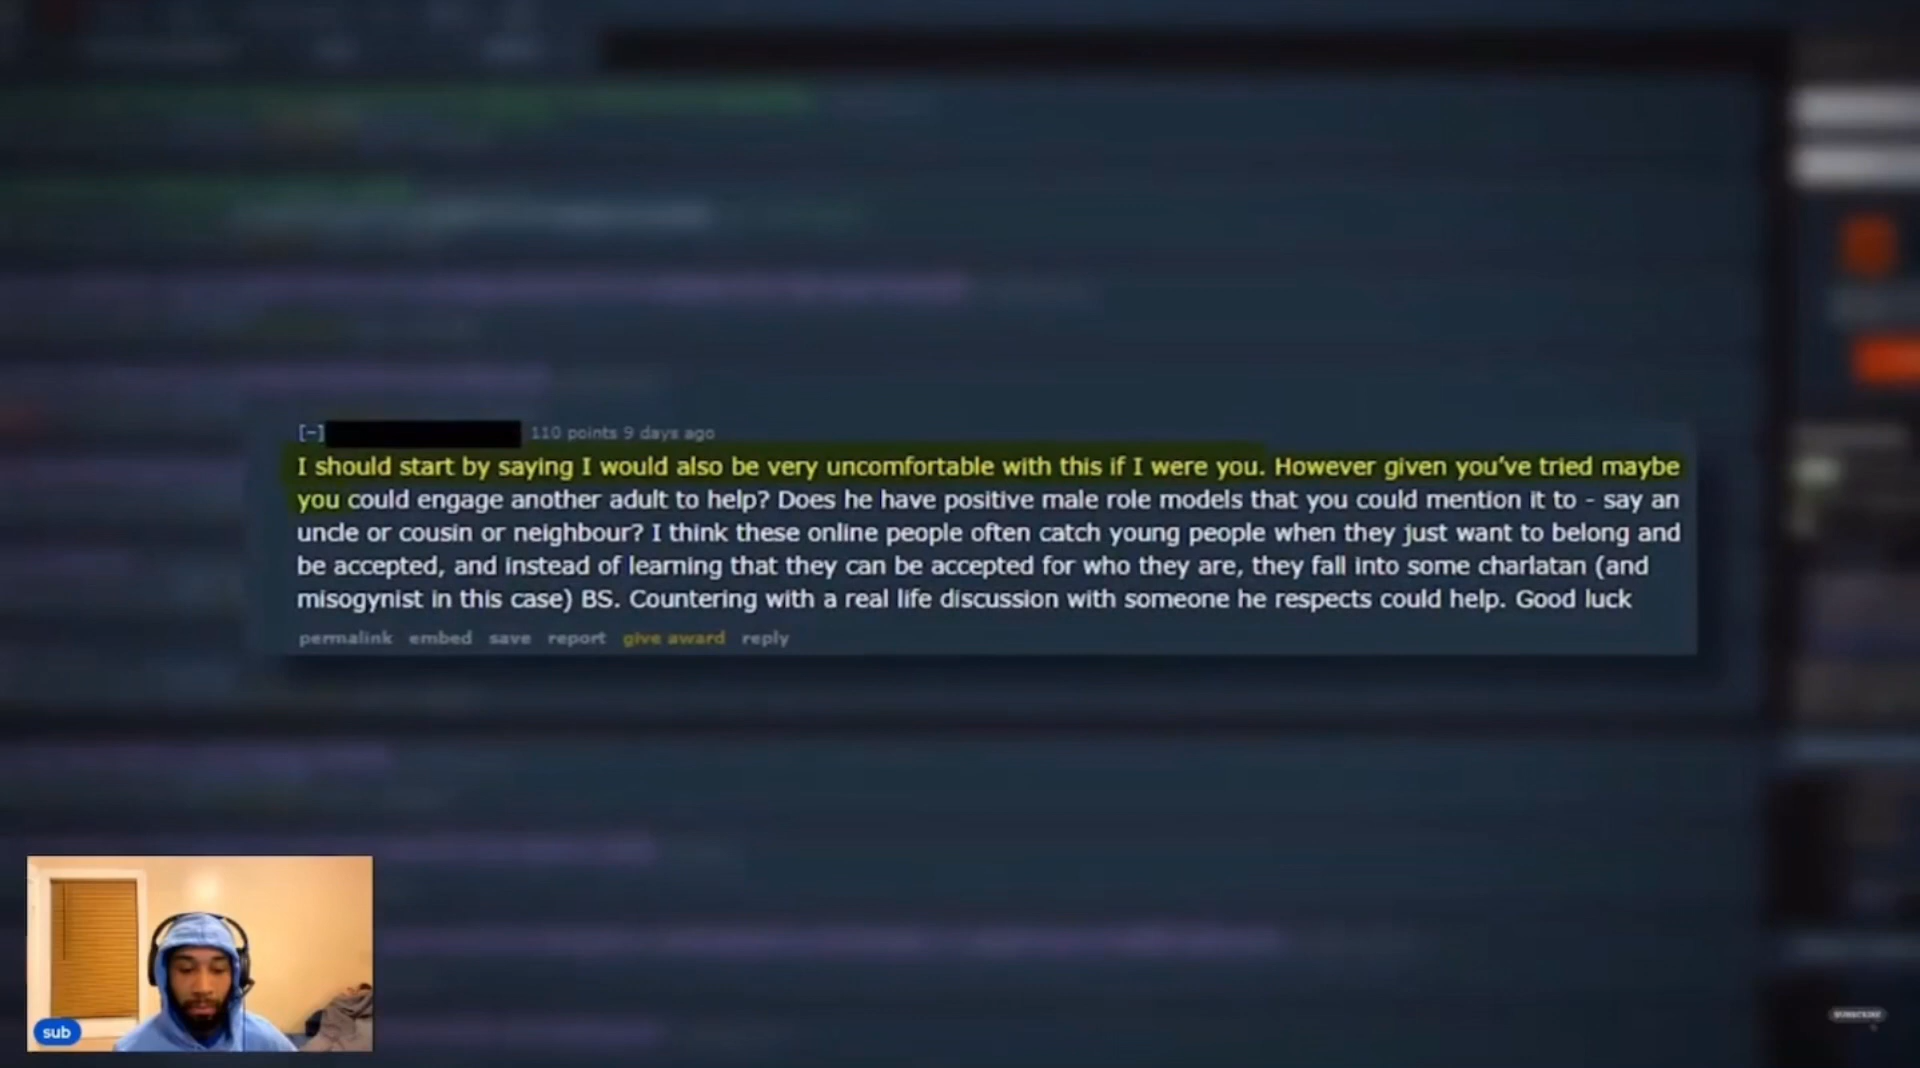 [-] 110 points 9 days ago
I should start by saying I would also be very uncomfortable with this if I were you. However given you've tried maybe
you could engage another adult to help? Does he have positive male role models that you could mention it to - say an
uncle or cousin or neighbour? I think these online people often catch young people when they just want to belong and
be accepted, and instead of learning that they can be accepted for who they are, they fall into some charlatan (and
misogynist in this case) BS. Countering with a real life discussion with someone he respects could help. Good luck
permalink embed save report give award reply
sub
SUBSCRIBE